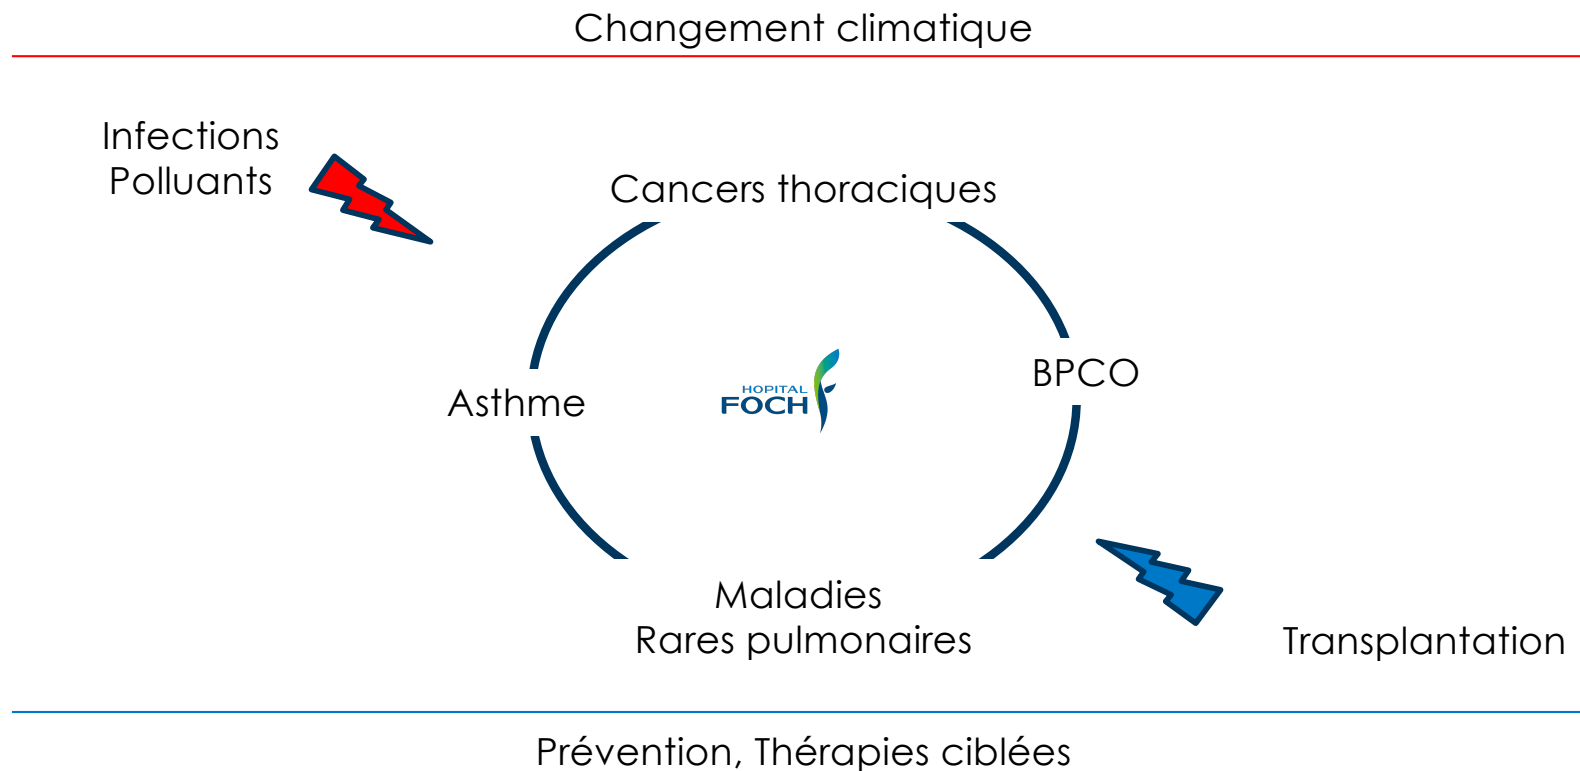 Changement climatique
Infections
Polluants
Cancers thoraciques
BPCO
HOPITAL
FOCH
Asthme
Maladies
Rares pulmonaires
Transplantation
Prévention, Thérapies ciblées